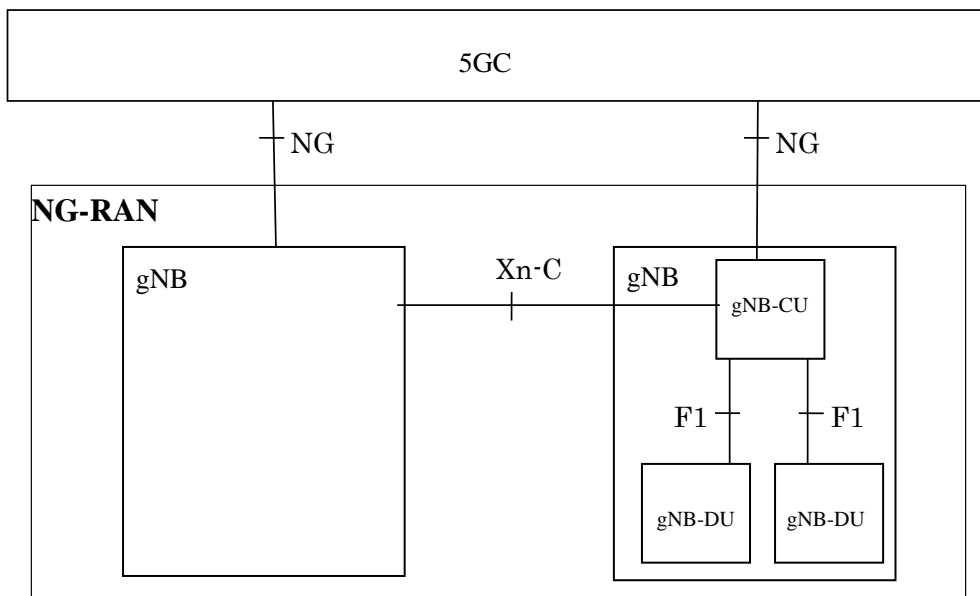 5GC
NG
NG
NG-RAN
gNB
Xn-C
gNB
gNB-CU
F1
F1
gNB-DU
gNB-DU